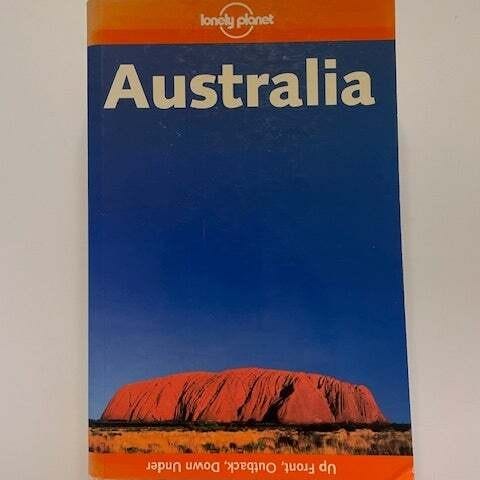 lonely planet
Australia
Up Front, Outback, Down Under